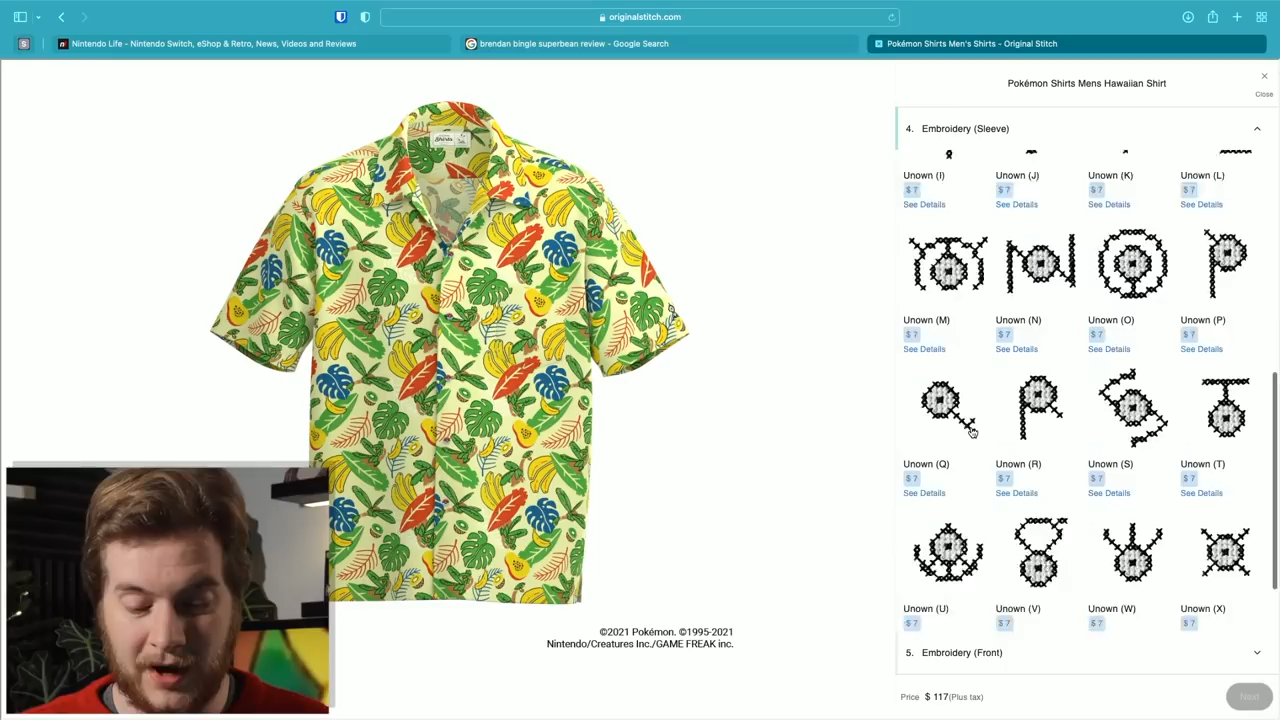 originalstitch.com
Nintendo Life - Nintendo Switch, eShop & Retro, News, Videos and Reviews
brendan bingle superbean review - Google Search
Pokémon Shirts Men's Shirts - Original Stitch
Pokémon Shirts Mens Hawaiian Shirt
Close
4. Embroidery (Sleeve)
Unown (I) Unown (J) Unown (K) Unown (L)
$ 7 $ 7 $ 7 $ 7
See Details See Details See Details See Details
Unown (M) Unown (N) Unown (O) Unown (P)
$ 7 $ 7 $ 7 $ 7
See Details See Details See Details See Details
Unown (Q) Unown (R) Unown (S) Unown (T)
$ 7 $ 7 $ 7 $ 7
See Details See Details See Details See Details
Unown (U) Unown (V) Unown (W) Unown (X)
$ 7 $ 7 $ 7 $ 7
©2021 Pokémon. ©1995-2021
Nintendo/Creatures Inc./GAME FREAK inc.
5. Embroidery (Front)
Price $ 117(Plus tax)
Next